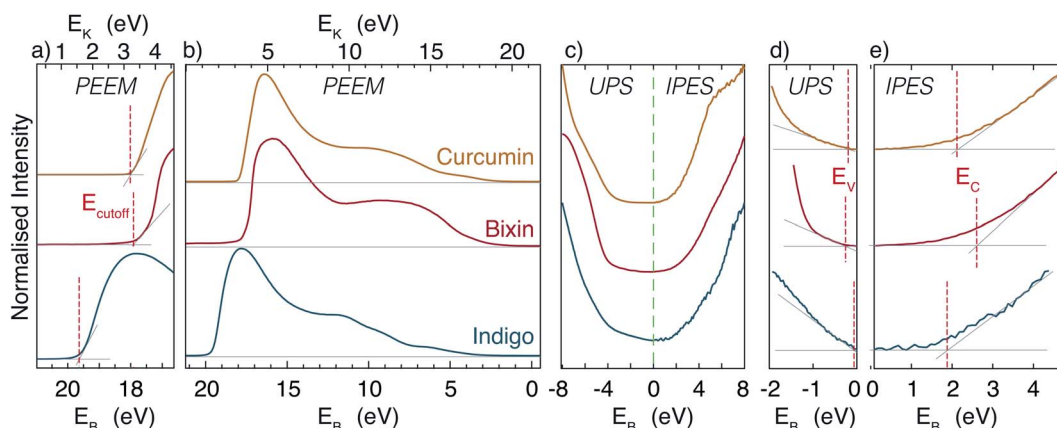 E_K (eV)
E_K (eV)
a) 1 2 3 4
b) 0 5 10 15 20
c)
d)
e)
PEEM
PEEM
UPS
IPES
UPS
IPES
Normalised Intensity
Curcumin
E_cutoff
Bixin
Indigo
E_V
E_C
20 18
20 15 10 5 0
-8 -4 0 4 8
-2 -1 0
0 1 2 3 4
E_B (eV)
E_B (eV)
E_B (eV)
E_B (eV)
E_B (eV)